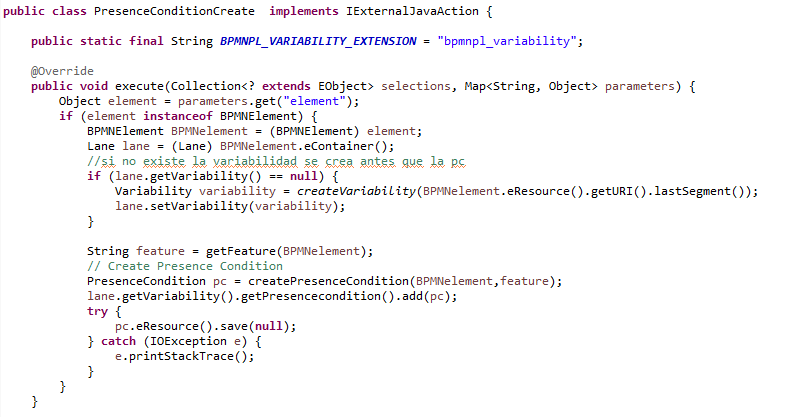 public class PresenceConditionCreate  implements IExternalJavaAction {
public static final String BPMNPL_VARIABILITY_EXTENSION = "bpmnpl_variability";
@Override
public void execute(Collection<? extends EObject> selections, Map<String, Object> parameters) {
Object element = parameters.get("element");
if (element instanceof BPMNElement) {
BPMNElement BPMNelement = (BPMNElement) element;
Lane lane = (Lane) BPMNelement.eContainer();
//si no existe la variabilidad se crea antes que la pc
if (lane.getVariability() == null) {
Variability variability = createVariability(BPMNelement.eResource().getURI().lastSegment());
lane.setVariability(variability);
}
String feature = getFeature(BPMNelement);
// Create Presence Condition
PresenceCondition pc = createPresenceCondition(BPMNelement,feature);
lane.getVariability().getPresencecondition().add(pc);
try {
pc.eResource().save(null);
} catch (IOException e) {
e.printStackTrace();
}
}
}